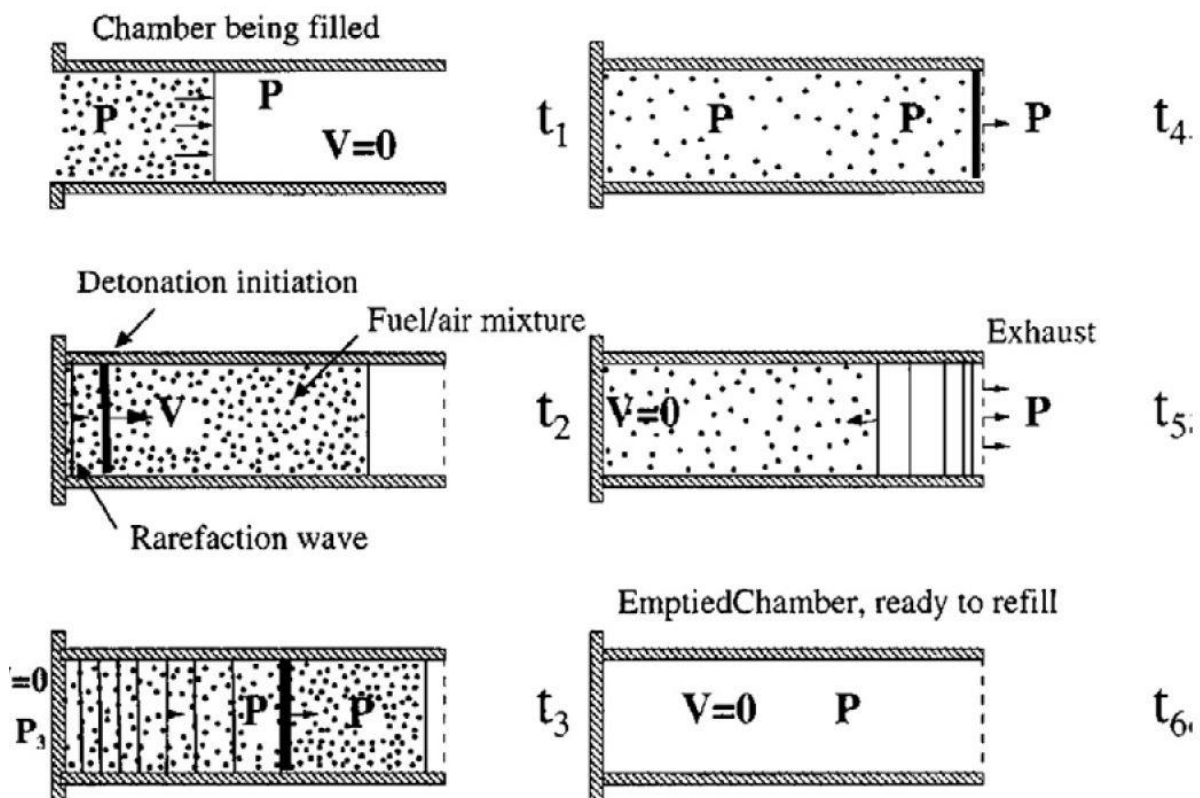 Chamber being filled
P
P
V=0
t1
P
P
P
t4
Detonation initiation
Fuel/air mixture
V
t2
Rarefaction wave
Exhaust
V=0
P
t5
=0
P3
P
P
t3
EmptiedChamber, ready to refill
V=0
P
t6